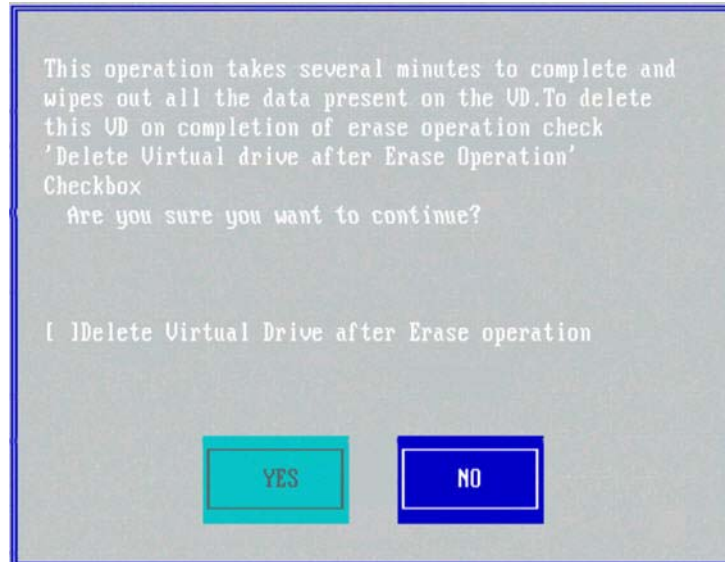 This operation takes several minutes to complete and
wipes out all the data present on the VD.To delete
this VD on completion of erase operation check
'Delete Virtual drive after Erase Operation'
Checkbox
Are you sure you want to continue?
[ ]Delete Virtual Drive after Erase operation
YES NO